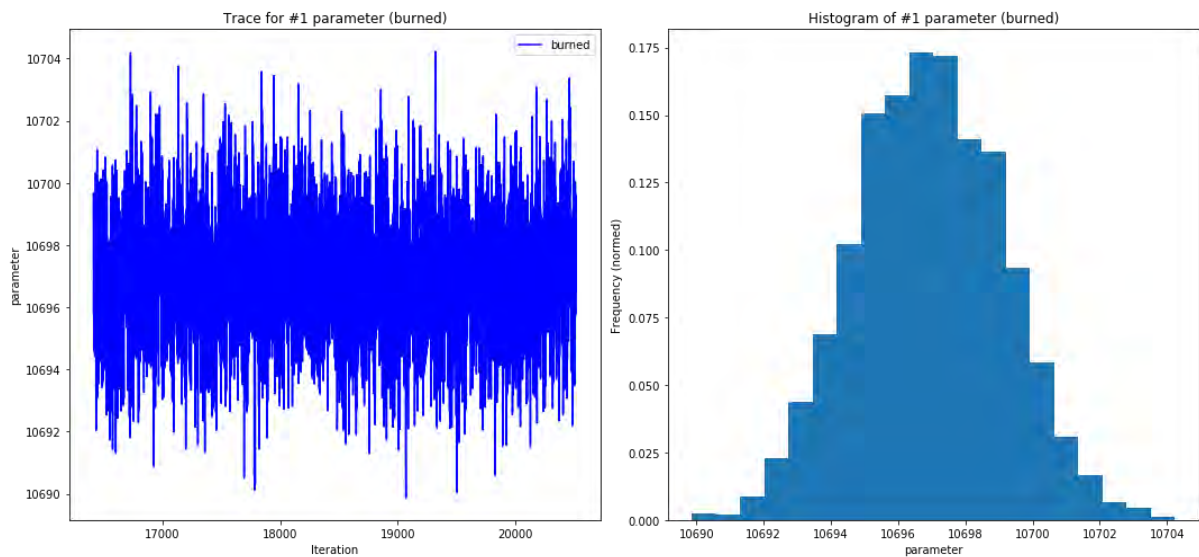 Trace for #1 parameter (burned)
burned
10704
10702
10700
10698
10696
10694
10692
10690
parameter
17000 18000 19000 20000
Iteration
Histogram of #1 parameter (burned)
0.175
0.150
0.125
0.100
0.075
0.050
0.025
0.000
Frequency (normed)
10690 10692 10694 10696 10698 10700 10702 10704
parameter